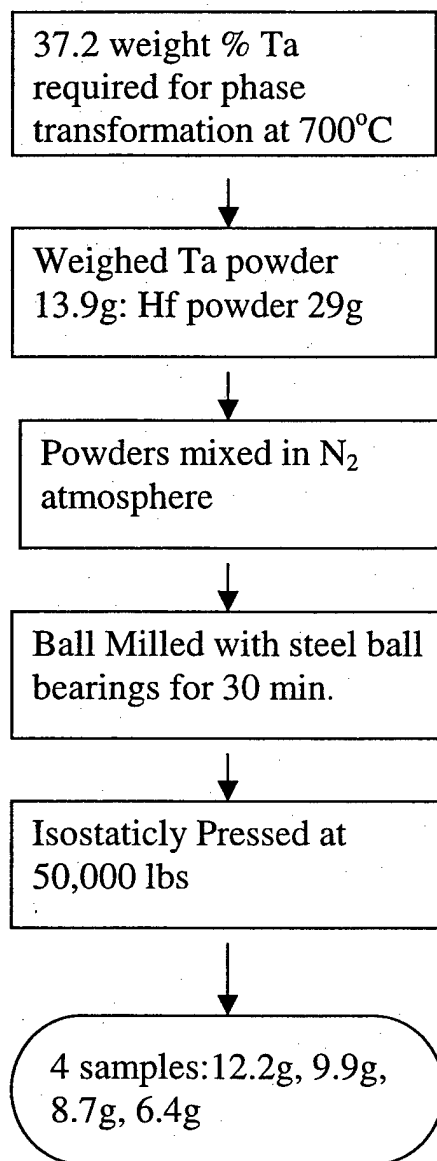 37.2 weight % Ta
required for phase
transformation at 700°C
Weighed Ta powder
13.9g: Hf powder 29g
Powders mixed in N₂
atmosphere
Ball Milled with steel ball
bearings for 30 min.
Isostaticly Pressed at
50,000 lbs
4 samples:12.2g, 9.9g,
8.7g, 6.4g